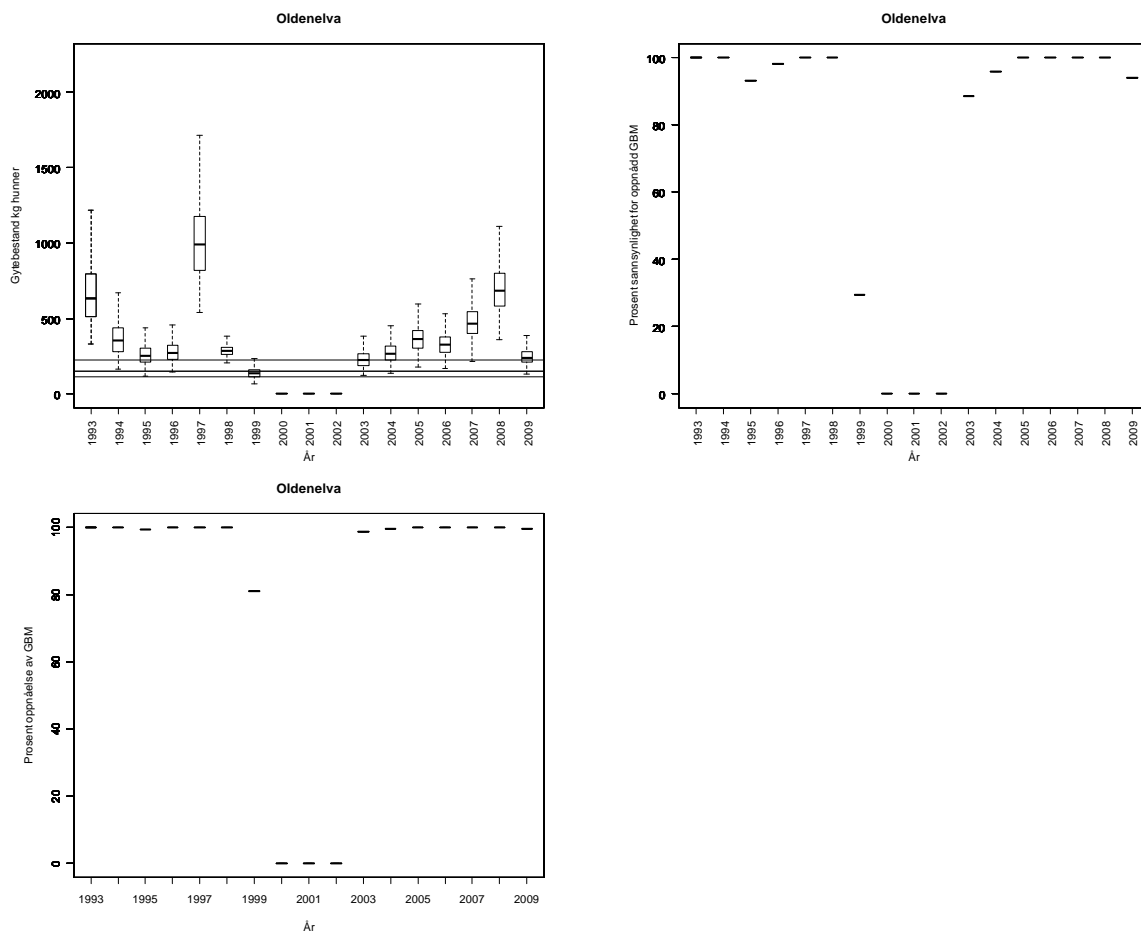 Oldenelva
Gytebestand kg hunner
2000
1500
1000
500
0
1993 1994 1995 1996 1997 1998 1999 2000 2001 2002 2003 2004 2005 2006 2007 2008 2009
År
Oldenelva
Prosent sannsynlighet for oppnådd GBM
100
80
60
40
20
0
1993 1994 1995 1996 1997 1998 1999 2000 2001 2002 2003 2004 2005 2006 2007 2008 2009
År
Oldenelva
Prosent oppnåelse av GBM
100
80
60
40
20
0
1993 1995 1997 1999 2001 2003 2005 2007 2009
År